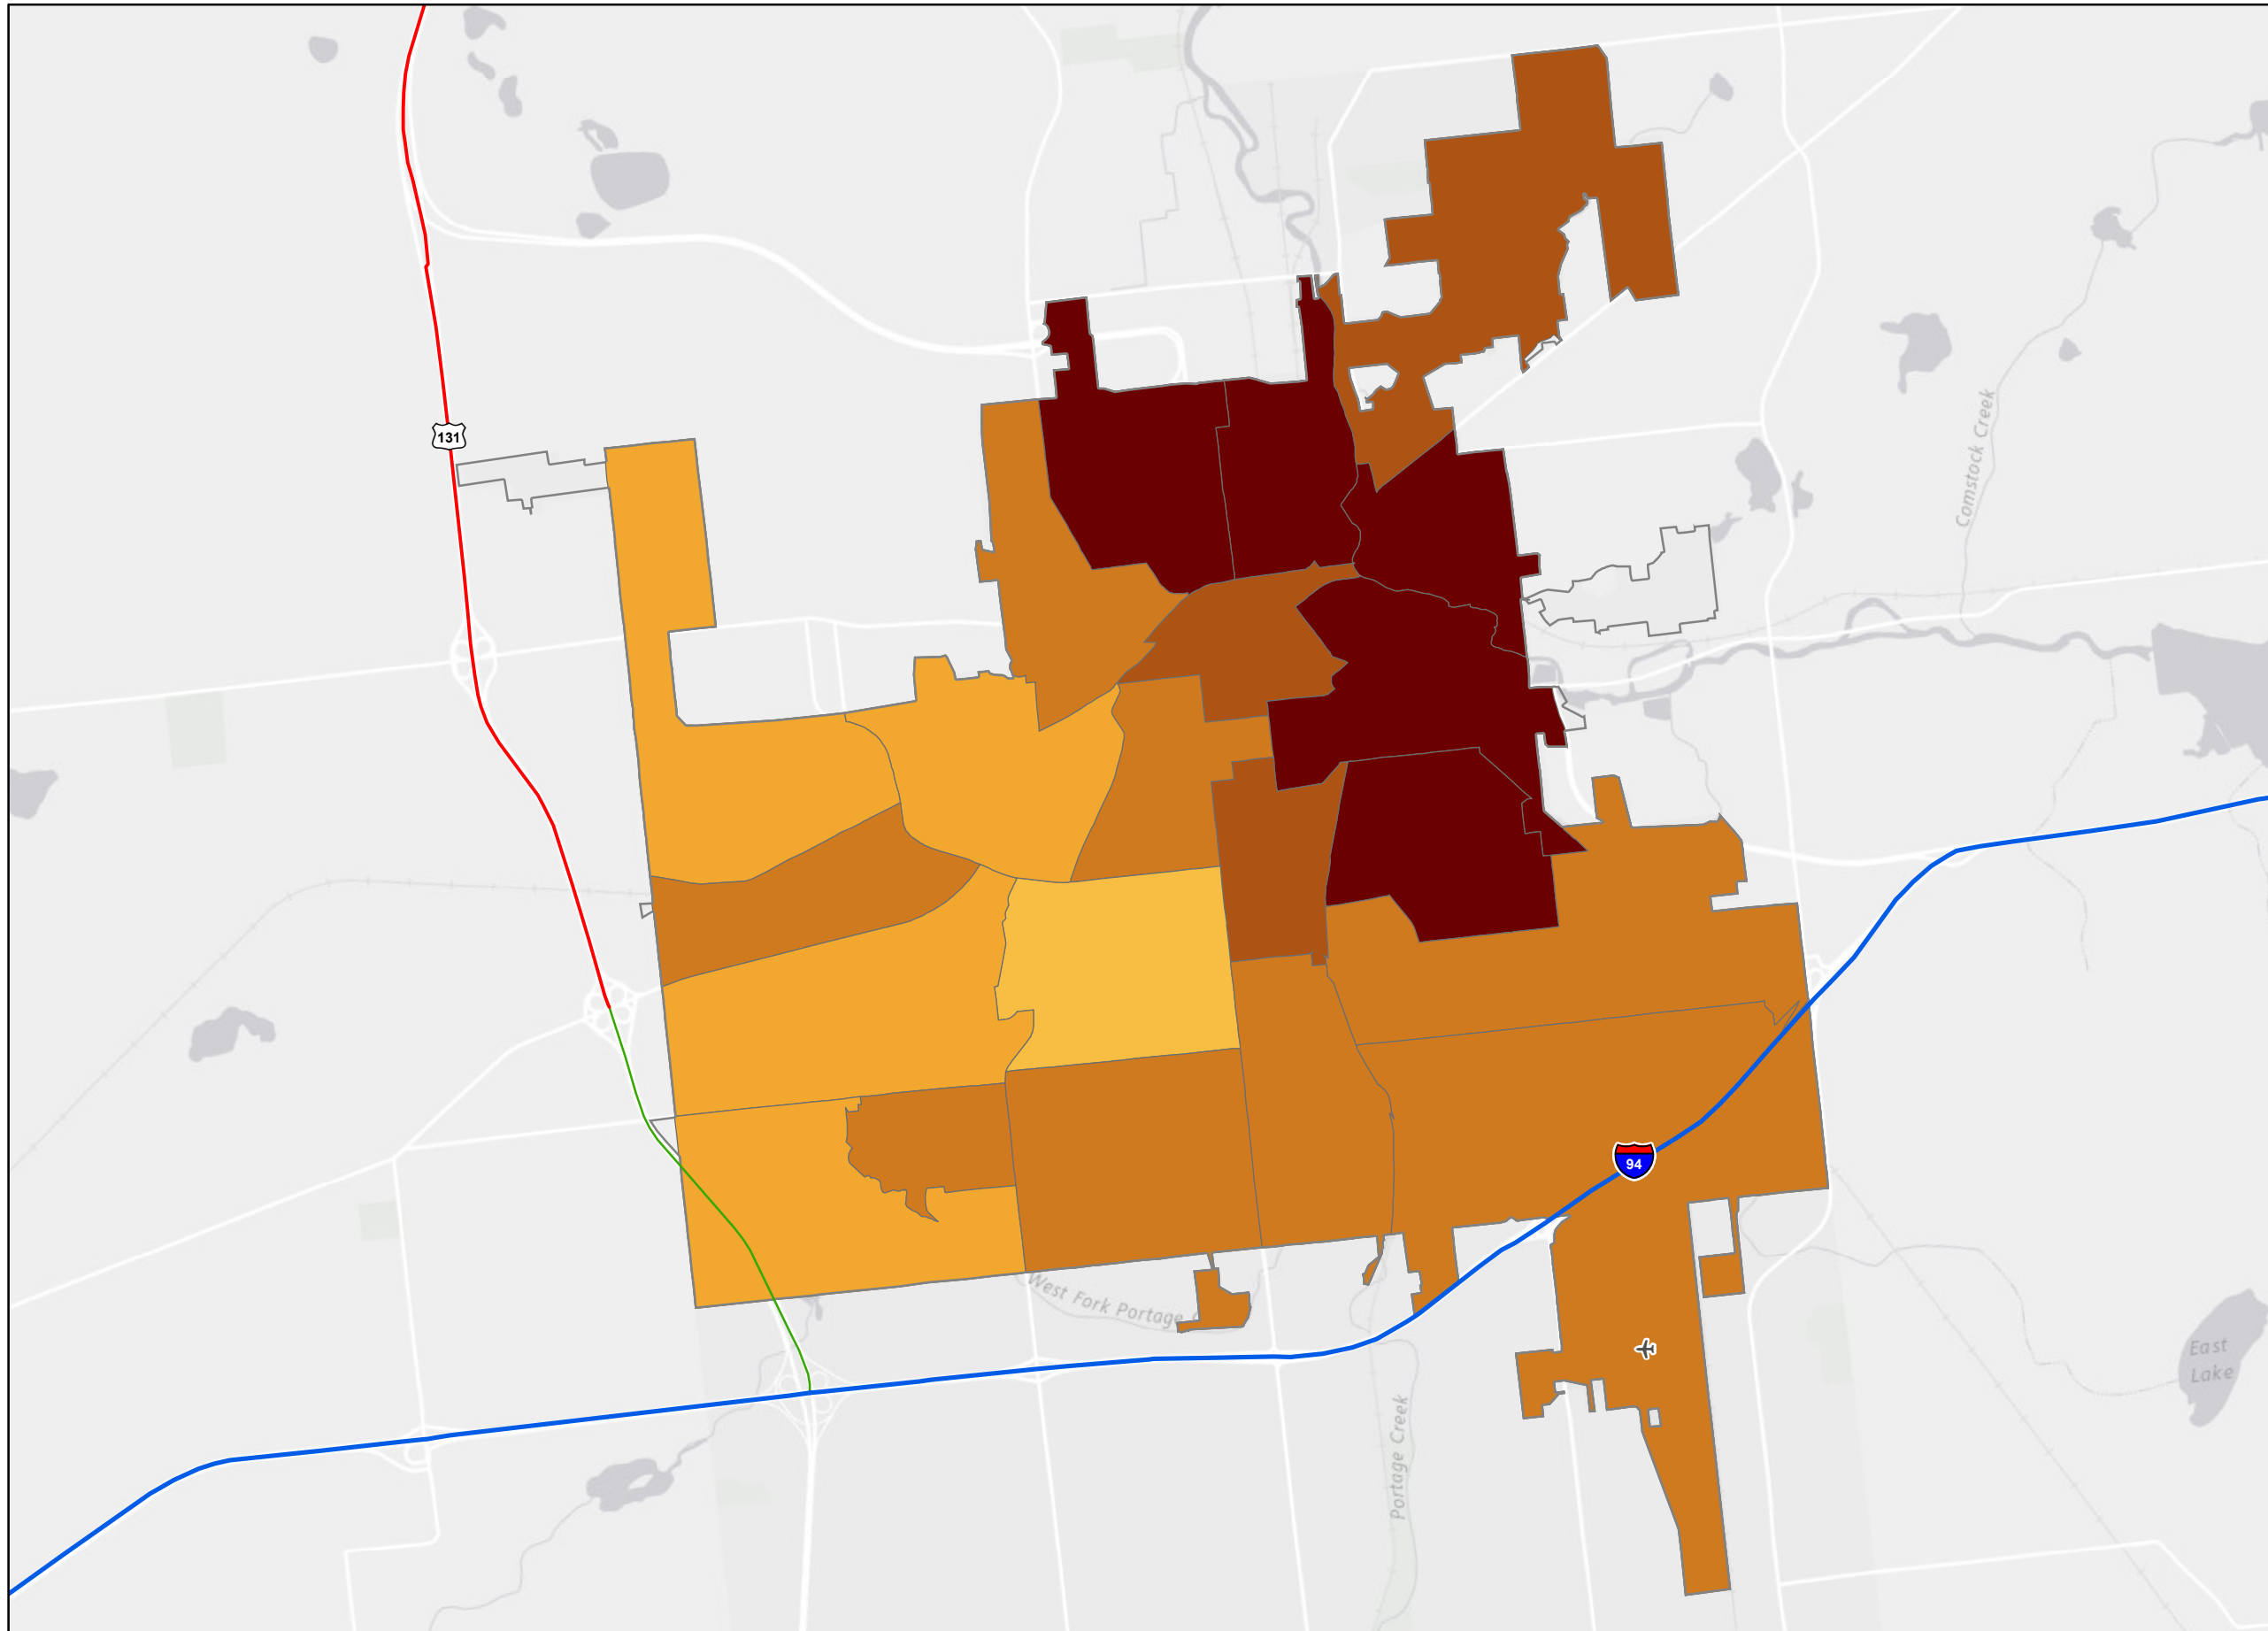 131
Comstock Creek
94
West Fork Portage
East
Lake
Portage Creek